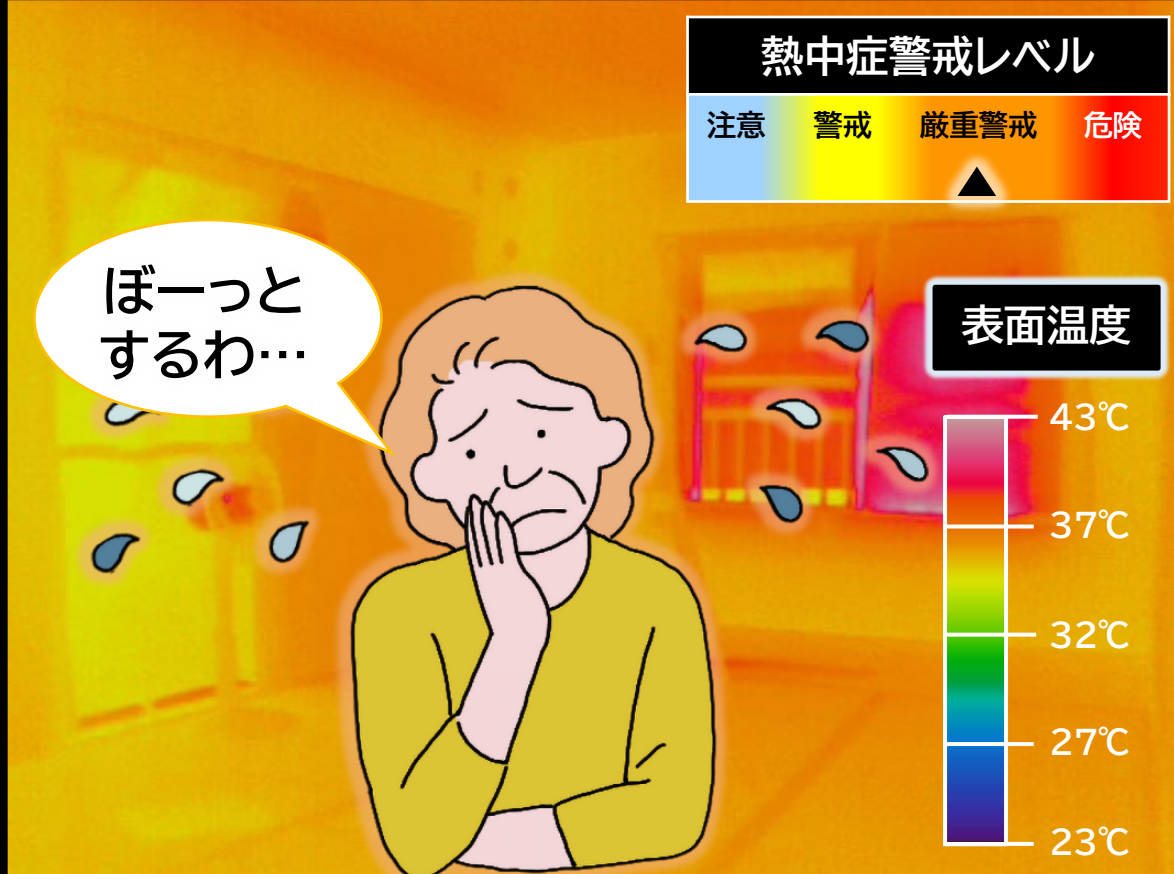 熱中症警戒レベル
注意 警戒 厳重警戒 危険
ぼーっと
するわ…
表面温度
43℃
37℃
32℃
27℃
23℃